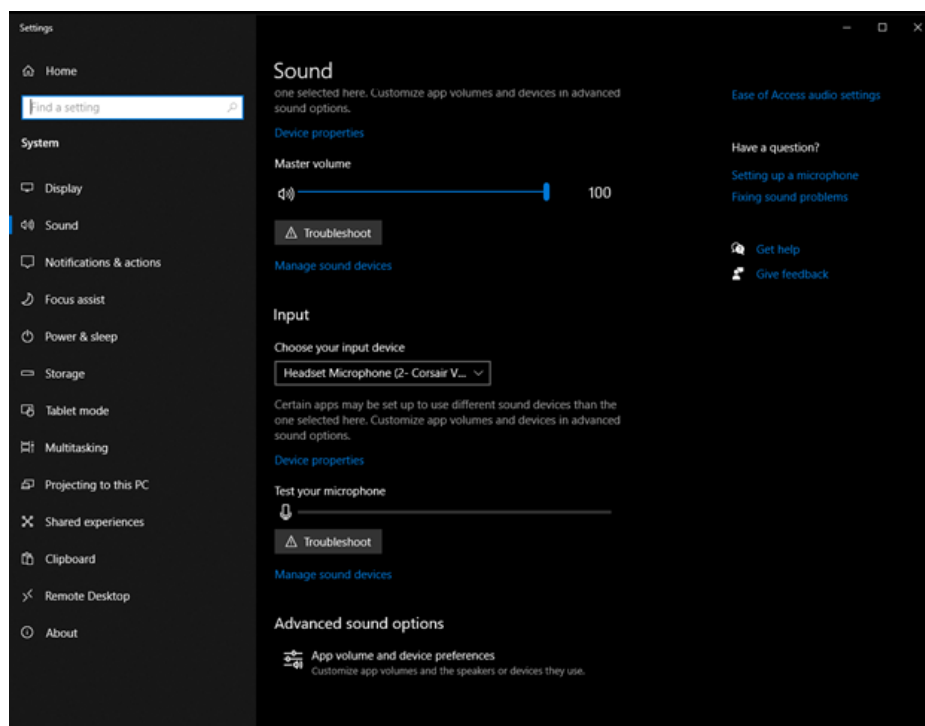 Settings
Home
Find a setting
System
Display
Sound
Notifications & actions
Focus assist
Power & sleep
Storage
Tablet mode
Multitasking
Projecting to this PC
Shared experiences
Clipboard
Remote Desktop
About
Sound
one selected here. Customize app volumes and devices in advanced
sound options.
Device properties
Master volume
100
Troubleshoot
Manage sound devices
Input
Choose your input device
Headset Microphone (2- Corsair V...
Certain apps may be set up to use different sound devices than the
one selected here. Customize app volumes and devices in advanced
sound options.
Device properties
Test your microphone
Troubleshoot
Manage sound devices
Advanced sound options
App volume and device preferences
Customize app volumes and the speakers or devices they use.
Ease of Access audio settings
Have a question?
Setting up a microphone
Fixing sound problems
Get help
Give feedback